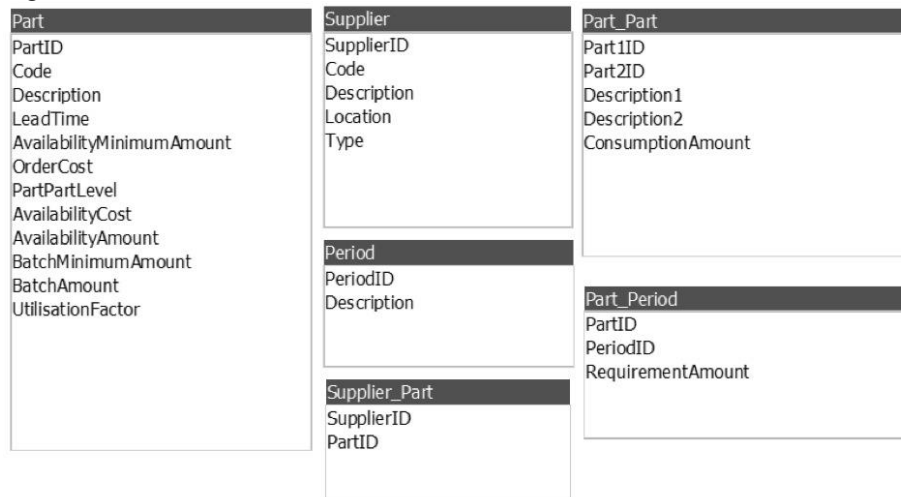 Part
PartID
Code
Description
LeadTime
AvailabilityMinimumAmount
OrderCost
PartPartLevel
AvailabilityCost
AvailabilityAmount
BatchMinimumAmount
BatchAmount
UtilisationFactor
Supplier
SupplierID
Code
Description
Location
Type
Period
PeriodID
Description
Supplier_Part
SupplierID
PartID
Part_Part
Part1ID
Part2ID
Description1
Description2
ConsumptionAmount
Part_Period
PartID
PeriodID
RequirementAmount